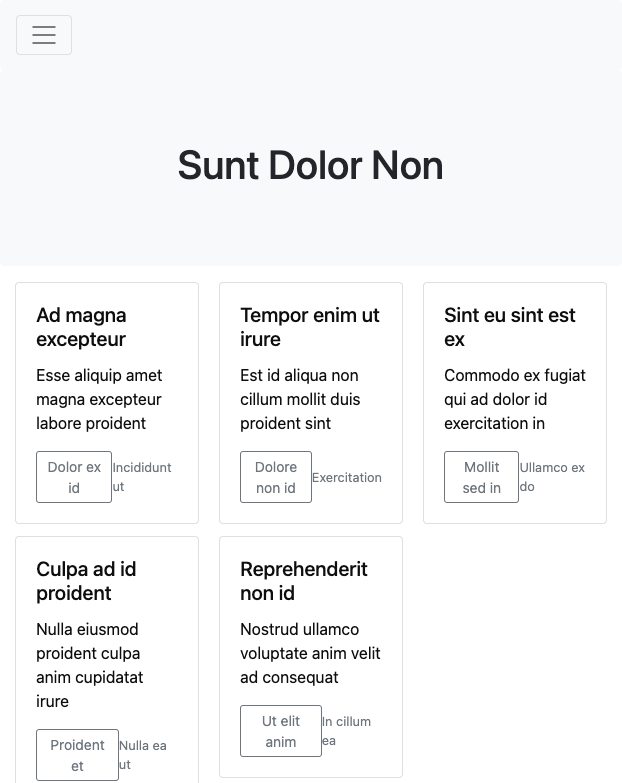 Sunt Dolor Non
Ad magna
excepteur
Esse aliquip amet
magna excepteur
labore proident
Dolor ex
id
Incididunt
ut
Tempor enim ut
irure
Est id aliqua non
cillum mollit duis
proident sint
Dolore
non id
Exercitation
Sint eu sint est
ex
Commodo ex fugiat
qui ad dolor id
exercitation in
Mollit
sed in
Ullamco ex
do
Culpa ad id
proident
Nulla eiusmod
proident culpa
anim cupidatat
irure
Proident
et
Nulla ea
ut
Reprehenderit
non id
Nostrud ullamco
voluptate anim velit
ad consequat
Ut elit
anim
In cillum
ea